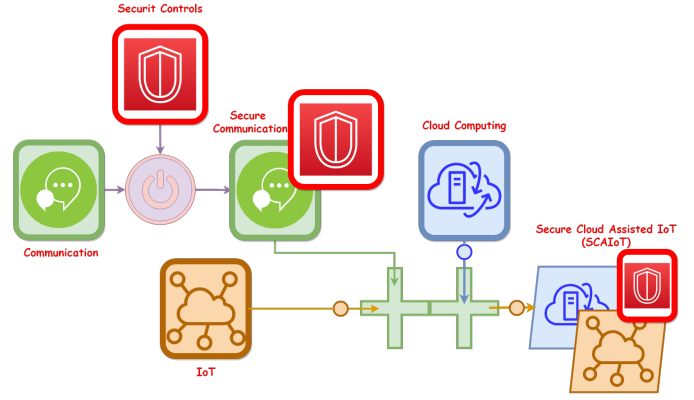 Securit Controls
Secure
Communication
Cloud Computing
Communication
Secure Cloud Assisted IoT
(SCAIoT)
IoT